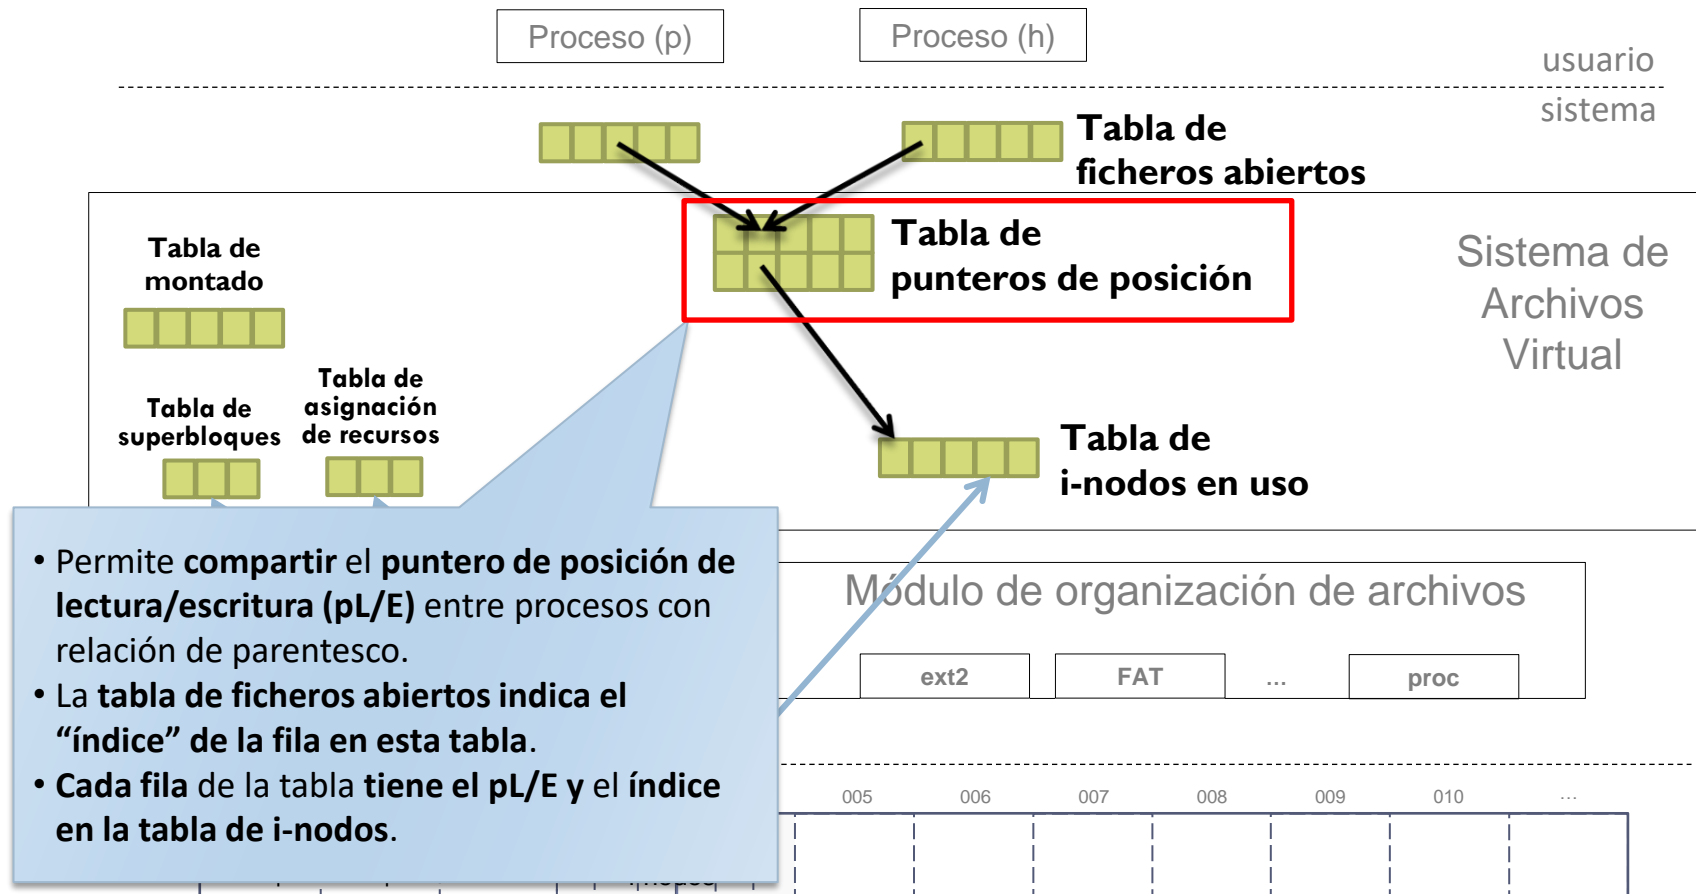 Proceso (p)
Proceso (h)
usuario
sistema
Tabla de
ficheros abiertos
Tabla de
punteros de posición
Sistema de
Archivos
Virtual
Tabla de
montado
Tabla de
superbloques
Tabla de
asignación
de recursos
Tabla de
i-nodos en uso
• Permite compartir el puntero de posición de
lectura/escritura (pL/E) entre procesos con
relación de parentesco.
• La tabla de ficheros abiertos indica el
“índice” de la fila en esta tabla.
• Cada fila de la tabla tiene el pL/E y el índice
en la tabla de i-nodos.
Módulo de organización de archivos
ext2
FAT
...
proc
005
006
007
008
009
010
...